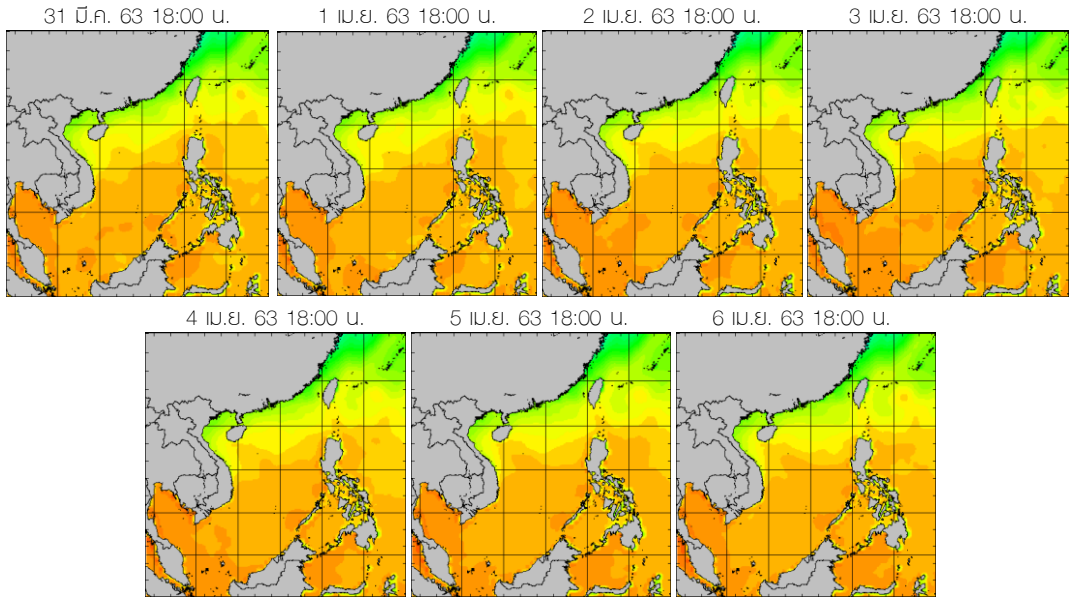 31 มี.ค. 63 18:00 น.
1 เม.ย. 63 18:00 น.
2 เม.ย. 63 18:00 น.
3 เม.ย. 63 18:00 น.
4 เม.ย. 63 18:00 น.
5 เม.ย. 63 18:00 น.
6 เม.ย. 63 18:00 น.